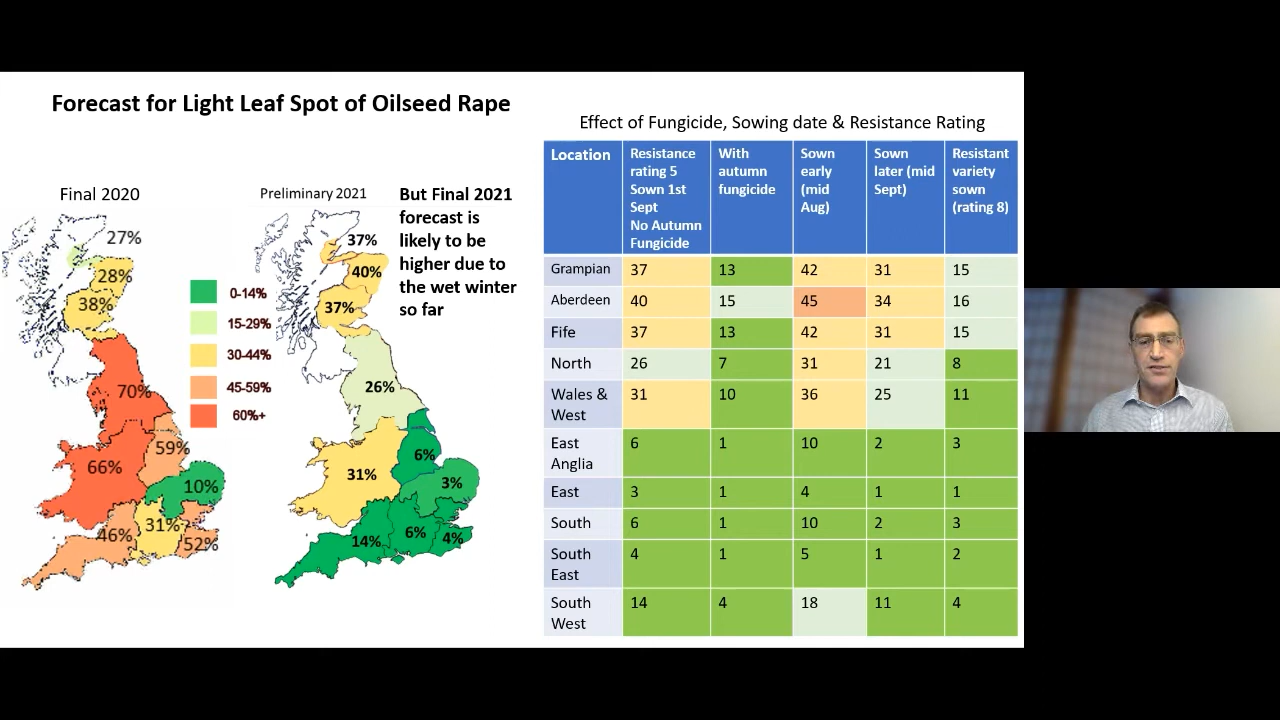 Forecast for Light Leaf Spot of Oilseed Rape
Final 2020
27%
28%
38%
70%
59%
66%
10%
31%
46%
52%
0-14%
15-29%
30-44%
45-59%
60%+
Preliminary 2021
37%
40%
37%
26%
6%
31%
3%
14%
6%
4%
But Final 2021
forecast is
likely to be
higher due to
the wet winter
so far
Effect of Fungicide, Sowing date & Resistance Rating
Location
Resistance
rating 5
Sown 1st
Sept
No Autumn
Fungicide
With
autumn
fungicide
Sown
early
(mid
Aug)
Sown
later (mid
Sept)
Resistant
variety
sown
(rating 8)
Grampian 37 13 42 31 15
Aberdeen 40 15 45 34 16
Fife 37 13 42 31 15
North 26 7 31 21 8
Wales & 31 10 36 25 11
West
East 6 1 10 2 3
Anglia
East 3 1 4 1 1
South 6 1 10 2 3
South 4 1 5 1 2
East
South 14 4 18 11 4
West